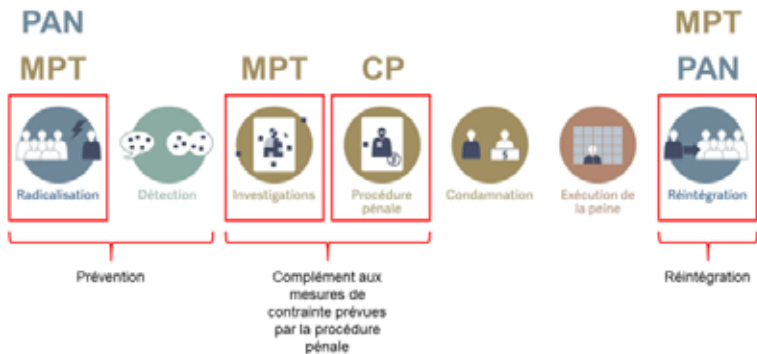 PAN
MPT
MPT
MPT
CP
PAN
Radicalisation
Détection
Investigations
Procédure
pénale
Condamnation
Exécution de
la peine
Réintégration
Prévention
Complément aux
mesures de
contrainte prévues
par la procédure
pénale
Réintégration